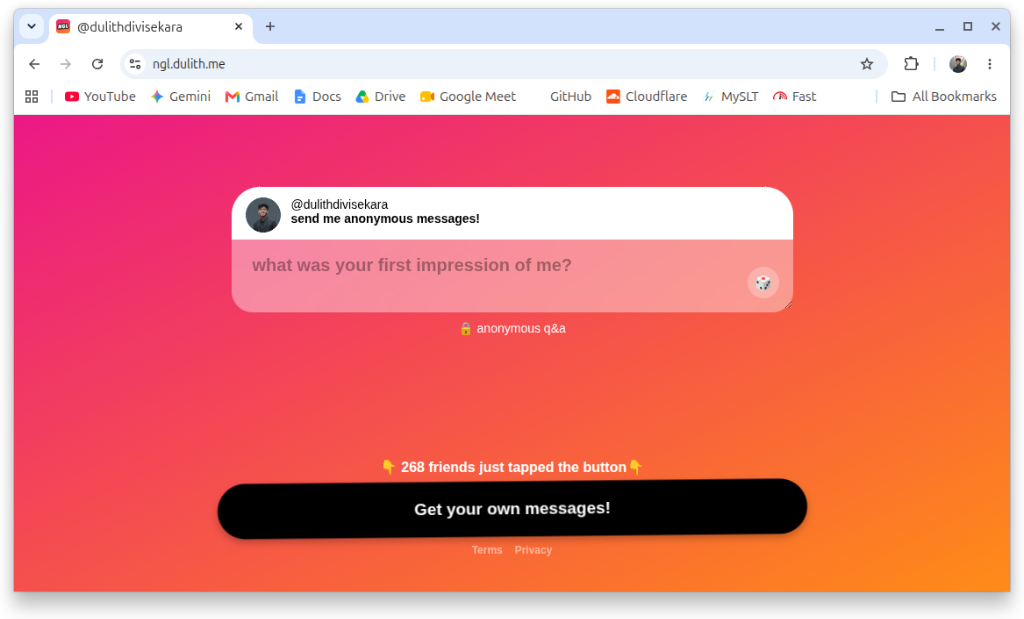 @dulithdivisekara
ngl.dulith.me
YouTube Gemini Gmail Docs Drive Google Meet GitHub Cloudflare MySLT Fast All Bookmarks
@dulithdivisekara
send me anonymous messages!
what was your first impression of me?
🔒 anonymous q&a
👇 268 friends just tapped the button👇
Get your own messages!
Terms Privacy